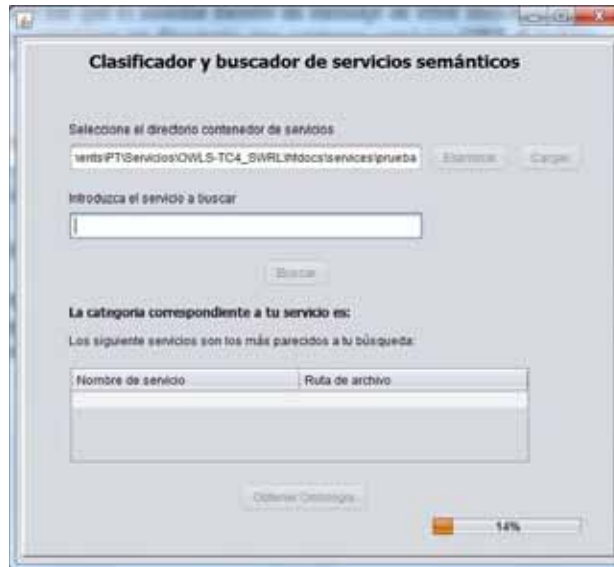 Clasificador y buscador de servicios semánticos
Seleccione el directorio contenedor de servicios
\ents\PT\Servicios\OWLS-TC4_SWRL\htdocs\services\prueba
Examinar
Cargar
Introduzca el servicio a buscar
Buscar
La categoria correspondiente a tu servicio es:
Los siguiente servicios son los más parecidos a tu búsqueda:
Nombre de servicio
Ruta de archivo
Obtener Ontologia
14%